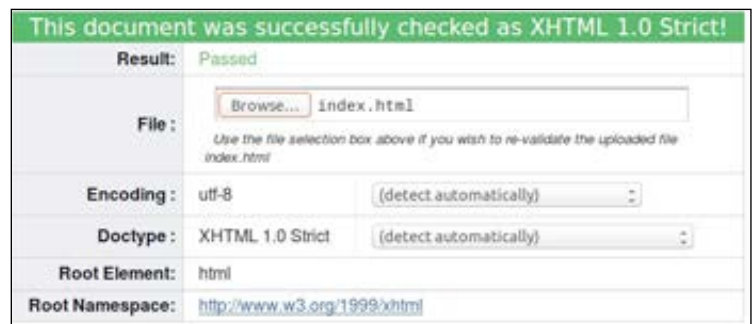 This document was successfully checked as XHTML 1.0 Strict!
Result: Passed
File : Browse... index.html
Use the file selection box above if you wish to re-validate the uploaded file
index.html
Encoding : utf-8 (detect automatically)
Doctype : XHTML 1.0 Strict (detect automatically)
Root Element: html
Root Namespace: http://www.w3.org/1999/xhtml